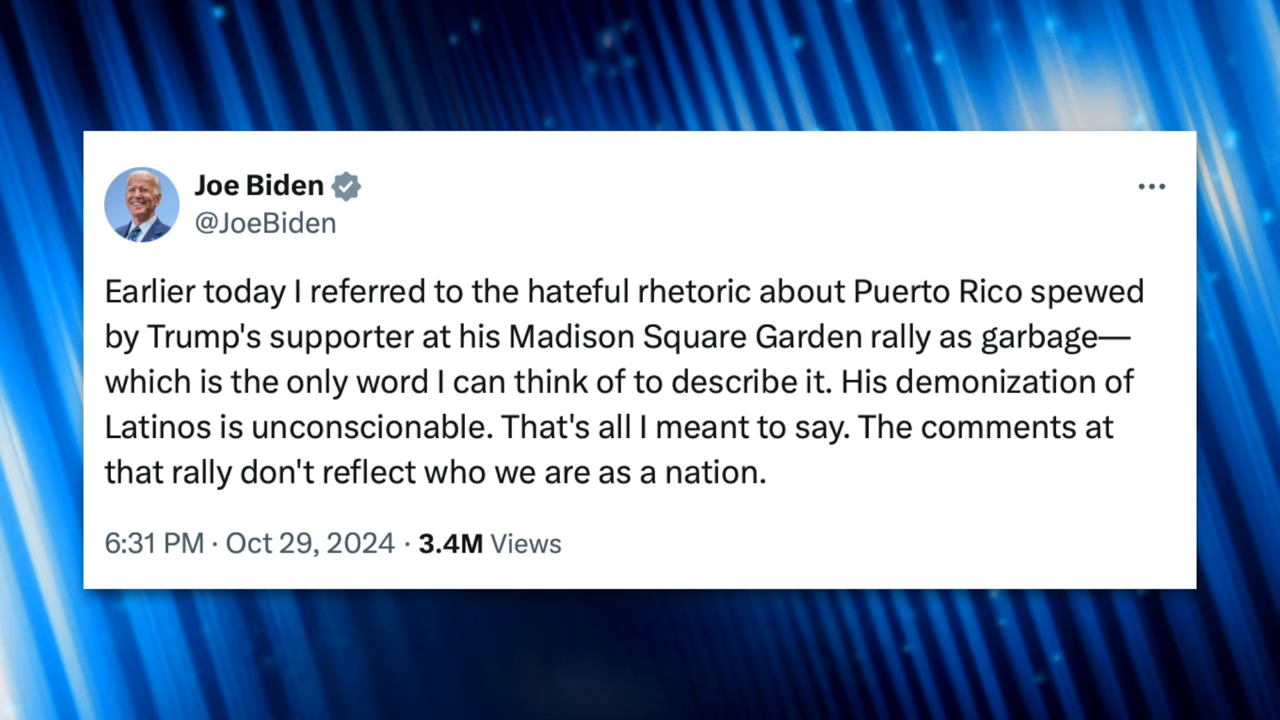 Joe Biden
@JoeBiden
Earlier today I referred to the hateful rhetoric about Puerto Rico spewed
by Trump's supporter at his Madison Square Garden rally as garbage—
which is the only word I can think of to describe it. His demonization of
Latinos is unconscionable. That's all I meant to say. The comments at
that rally don't reflect who we are as a nation.
6:31 PM · Oct 29, 2024 · 3.4M Views